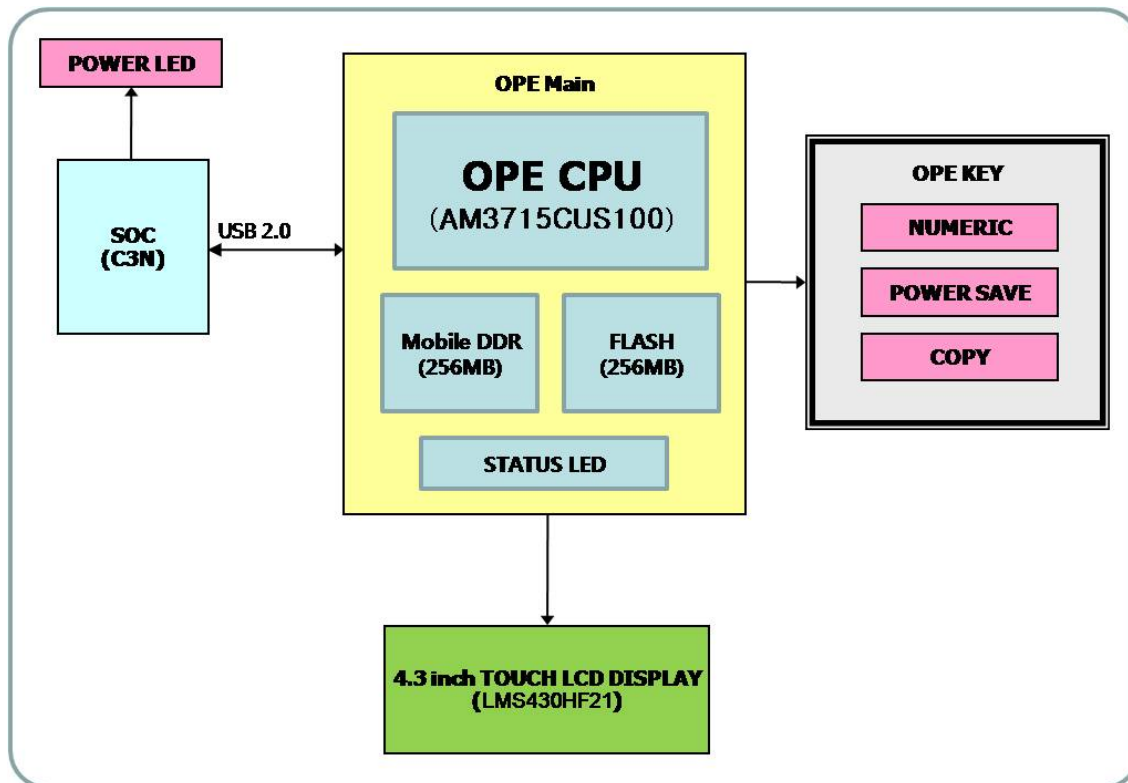 POWER LED
SOC
(C3N)
USB 2.0
OPE Main
OPE CPU
(AM3715CUS100)
Mobile DDR
(256MB)
FLASH
(256MB)
STATUS LED
OPE KEY
NUMERIC
POWER SAVE
COPY
4.3 inch TOUCH LCD DISPLAY
(LMS430HF21)